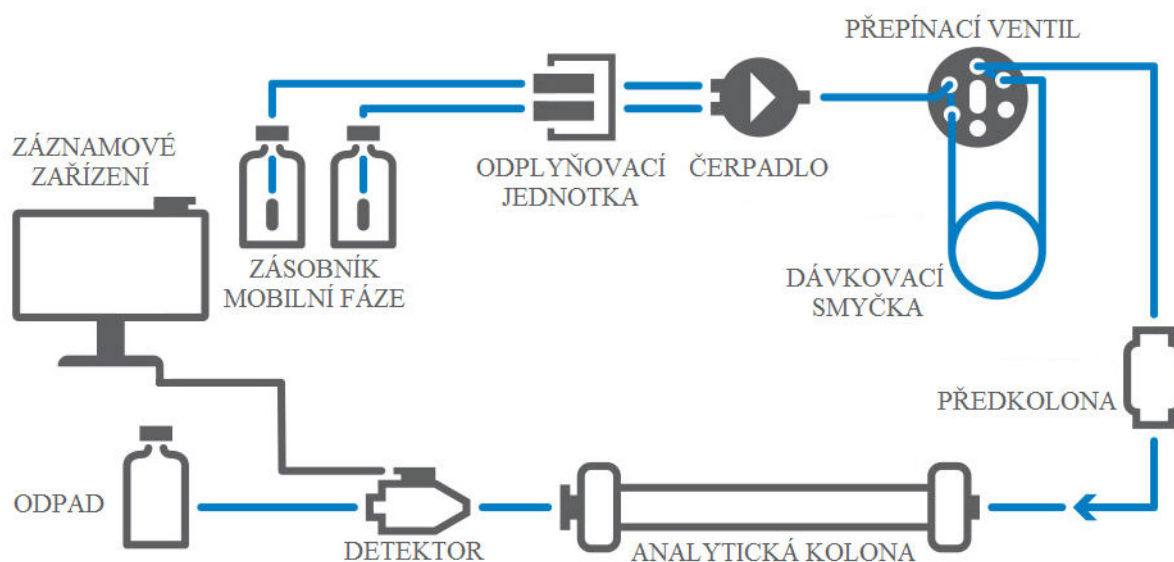 PŘEPÍNACÍ VENTIL
ZÁZNAMOVÉ
ZAŘÍZENÍ
ODPLYŇOVACÍ
JEDNOTKA
ČERPADLO
ZÁSOBNÍK
MOBILNÍ FÁZE
DÁVKOVACÍ
SMYČKA
PŘEDKOLONA
ODPAD
DETEKTOR
ANALYTICKÁ KOLONA